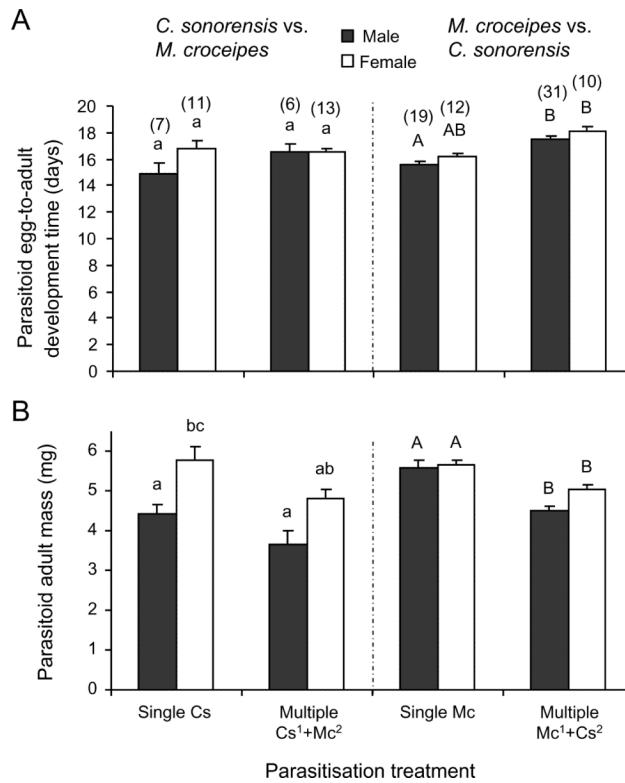 A
C. sonorensis vs.
M. croceipes
Male
Female
M. croceipes vs.
C. sonorensis
Parasitoid egg-to-adult
development time (days)
20
18
16
14
12
10
8
6
4
2
0
(7) (11) (6) (13) (19) (12) (31) (10)
a a a a A AB B B
B
Parasitoid adult mass (mg)
6
5
4
3
2
1
0
a bc a ab A A B B
Single Cs
Multiple
Cs¹+Mc²
Single Mc
Multiple
Mc¹+Cs²
Parasitisation treatment